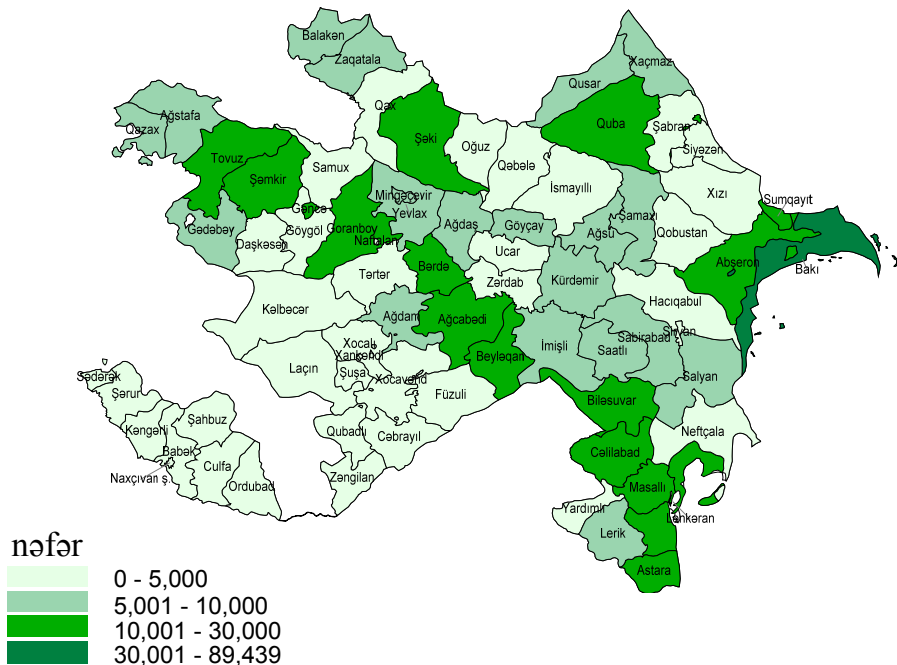 Balakən
Zaqatala
Xaçmaz
Qusar
Qax
Ağstafa
Qazax
Şəki
Quba
Şabran
Oğuz
Siyəzən
Tovuz
Samux
Qəbələ
Şəmkir
İsmayıllı
Xızı
Mingəçevir
Sumqayıt
Gəncə
Yevlax
Şamaxı
Gədəbəy
Göygöl
Goranboy
Ağdaş
Göyçay
Ağsu
Qobustan
Daşkəsən
Naftalan
Ucar
Abşeron
Bərdə
Bakı
Tərtər
Zərdab
Kürdəmir
Hacıqabul
Kəlbəcər
Ağdam
Ağcabədi
Şirvan
Xocalı
İmişli
Sabirabad
Xankəndi
Beyləqan
Saatlı
Laçın
Şuşa
Xocavənd
Salyan
Sədərək
Füzuli
Şərur
Biləsuvar
Şahbuz
Kəngərli
Qubadlı
Cəbrayıl
Neftçala
Babək
Cəlilabad
Culfa
Naxçıvan ş.
Zəngilan
Ordubad
Masallı
Yardımlı
Lənkəran
Lerik
Astara
nəfər
0 - 5,000
5,001 - 10,000
10,001 - 30,000
30,001 - 89,439